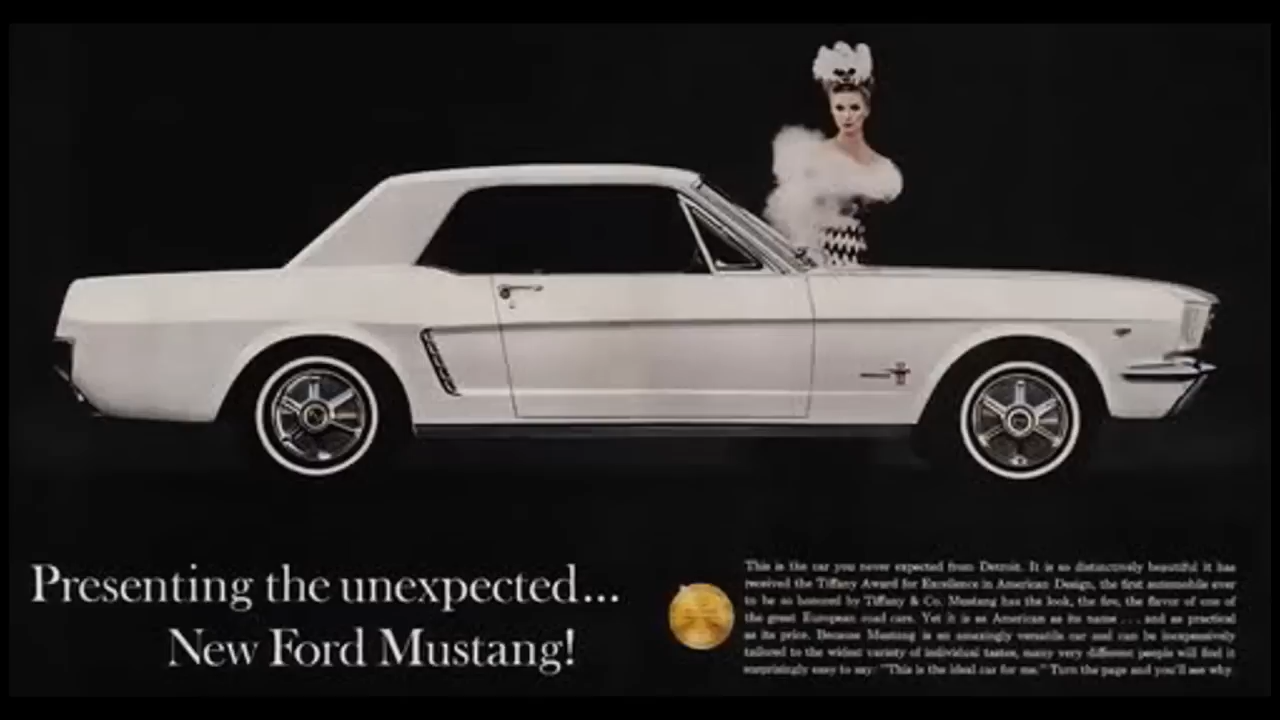 Presenting the unexpected...
New Ford Mustang!
This is the car you never expected from Detroit. It is so distinctively beautiful it has
received the Tiffany Award for Excellence in American Design, the first automobile ever
to be so honored by Tiffany & Co. Mustang has the look, the fire, the flavor of one of
the great European road cars. Yet it is as American as its name . . . and as practical
as its price. Because Mustang is an amazingly versatile car and can be inexpensively
tailored to the widest variety of individual tastes, many very different people will find it
surprisingly easy to say: "This is the ideal car for me." Turn the page and you'll see why.